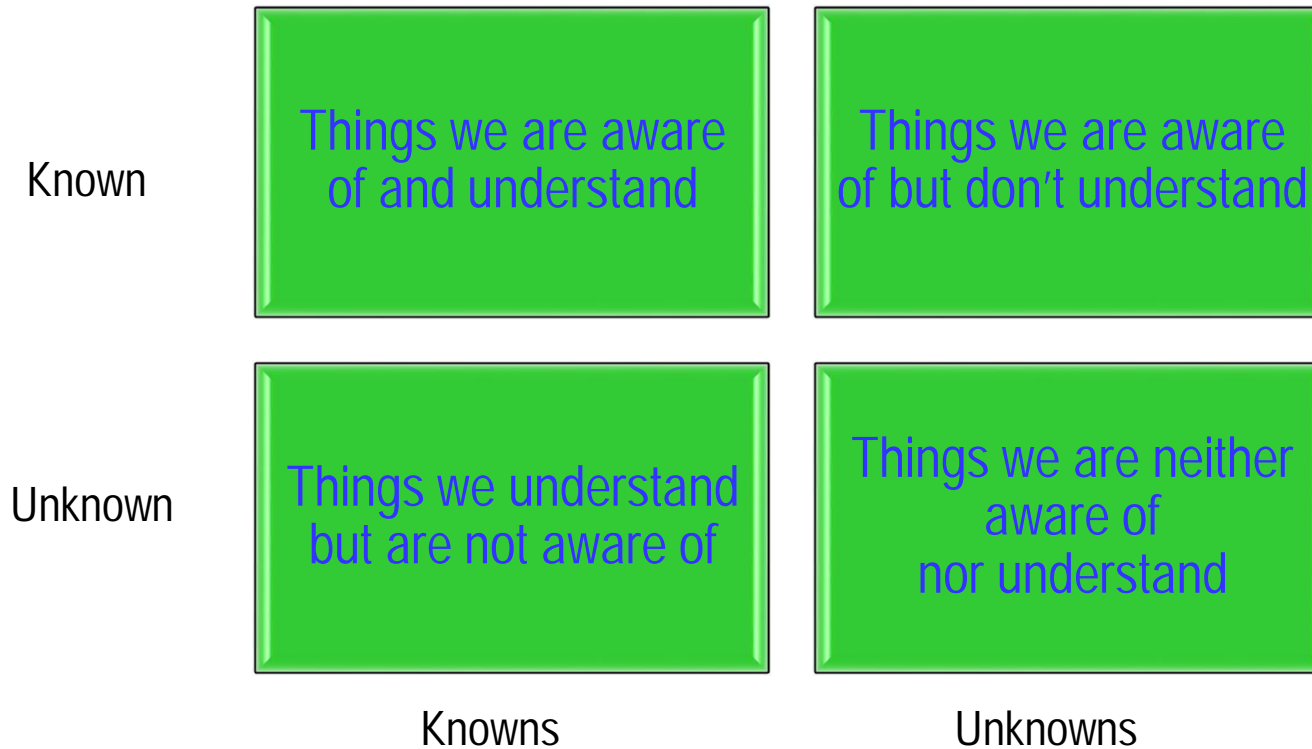 Things we are aware
of and understand
Things we are aware
of but don't understand
Known
Things we understand
but are not aware of
Things we are neither
aware of
nor understand
Unknown
Knowns
Unknowns